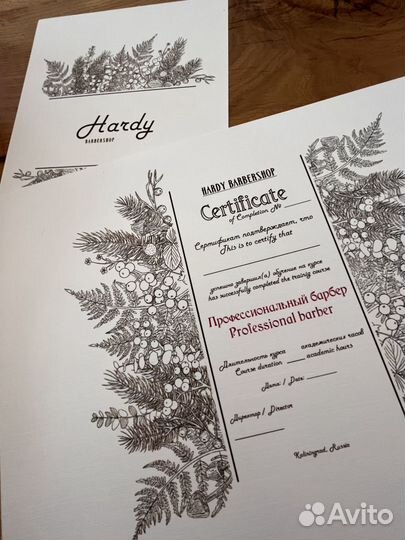 Hardy
BARBERSHOP
HARDY BARBERSHOP
Certificate
of Completion №
Сертификат подтверждает, что
This is to certify that
успешно завершил(а) обучение на курсе
has successfully completed the trainig course
Профессиональный барбер
Professional barber
Длительность курса академических часов
Course duration academic hours
Дата: / Date:
Директор / Director
Kaliningrad, Russia
Avito